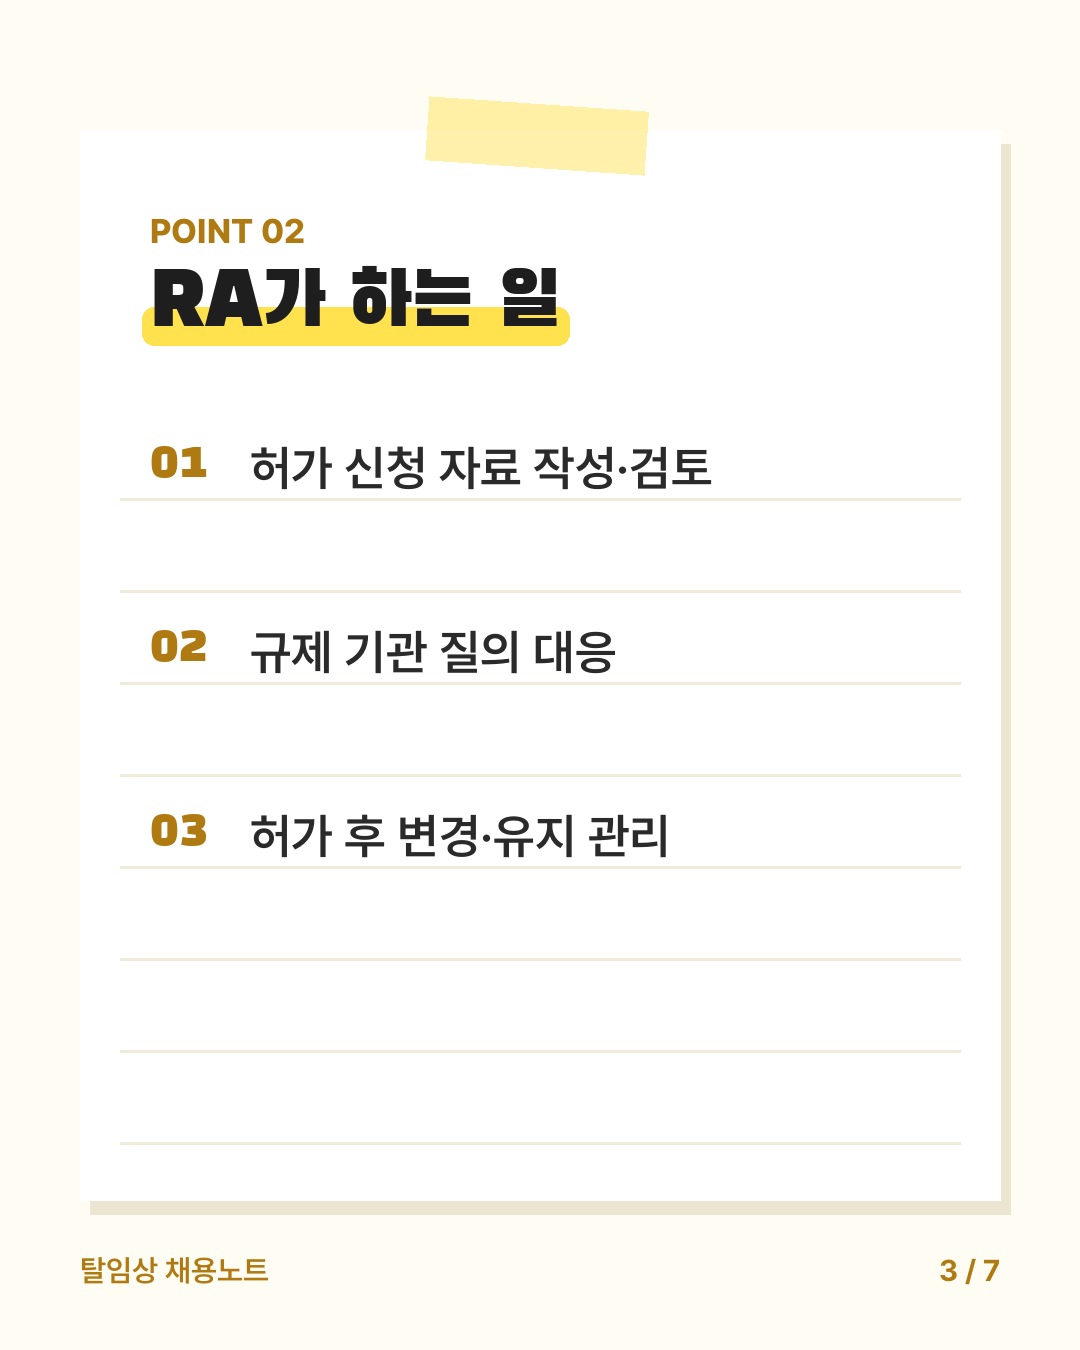 POINT 02
RA가 하는 일
01 허가 신청 자료 작성·검토
02 규제 기관 질의 대응
03 허가 후 변경·유지 관리
탈임상 채용노트
3 / 7